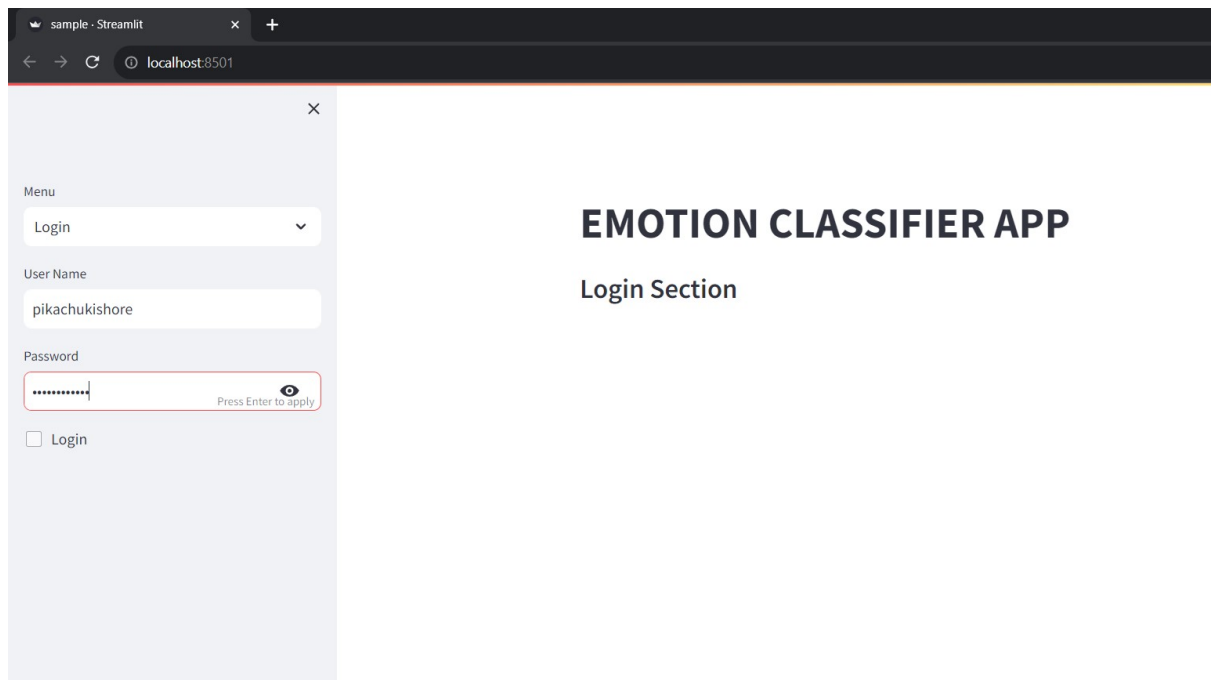 sample · Streamlit
localhost:8501
Menu
Login
User Name
pikachukishore
Password
••••••••••••
Press Enter to apply
Login
EMOTION CLASSIFIER APP
Login Section